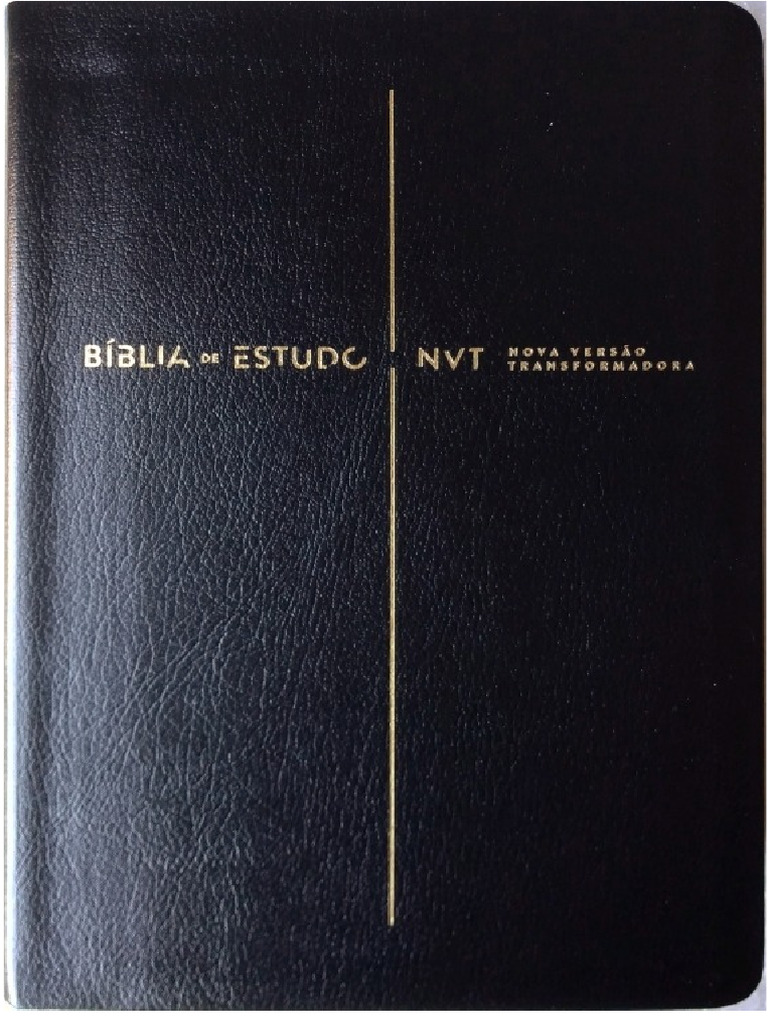 BÍBLIA DE ESTUDO NVT NOVA VERSÃO
TRANSFORMADORA